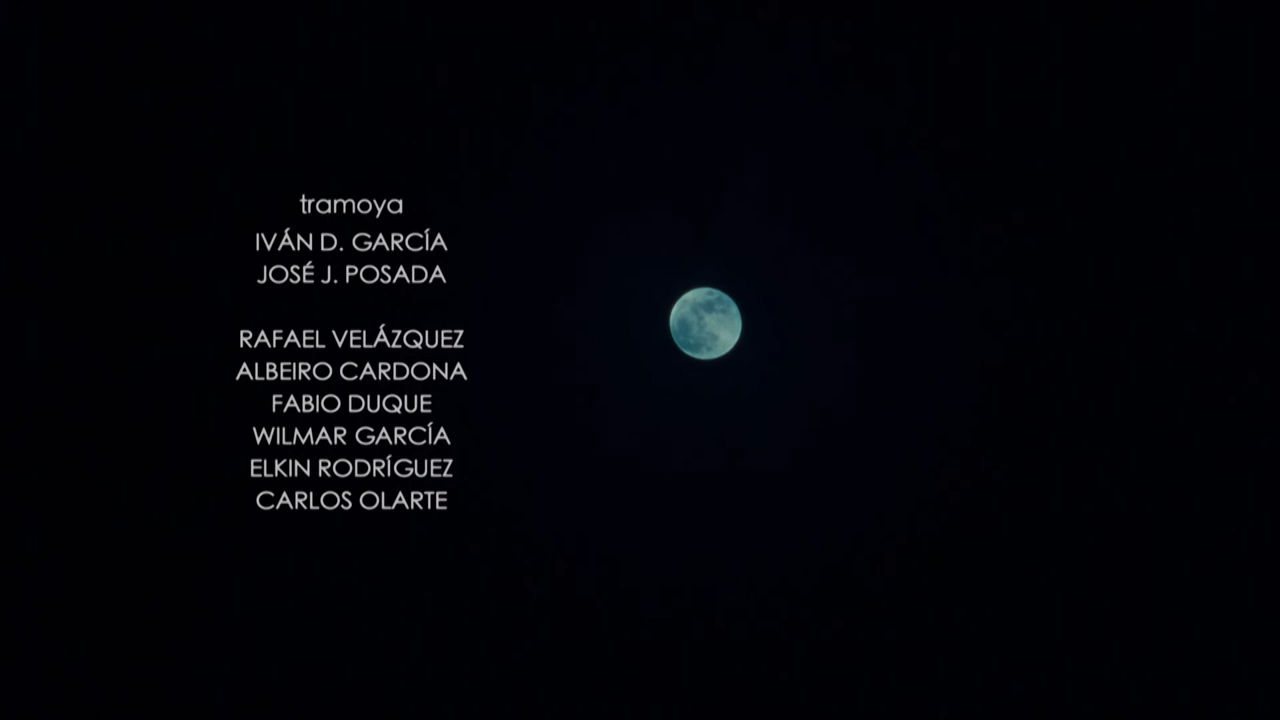 tramoya
IVÁN D. GARCÍA
JOSÉ J. POSADA
RAFAEL VELÁZQUEZ
ALBEIRO CARDONA
FABIO DUQUE
WILMAR GARCÍA
ELKIN RODRÍGUEZ
CARLOS OLARTE